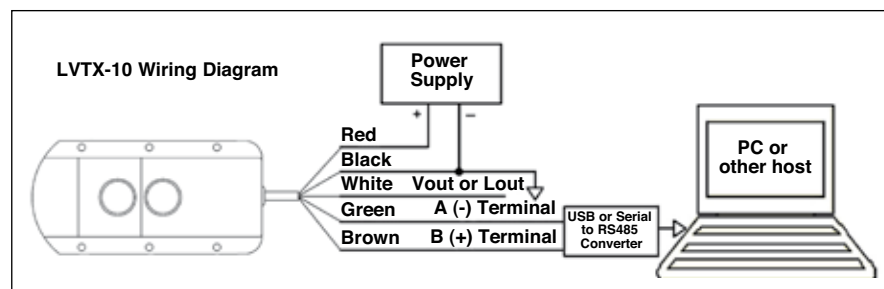 LVTX-10 Wiring Diagram
Power
Supply
+ –
Red
Black
White Vout or Lout
Green A (-) Terminal
Brown B (+) Terminal
USB or Serial
to RS485
Converter
PC or
other host